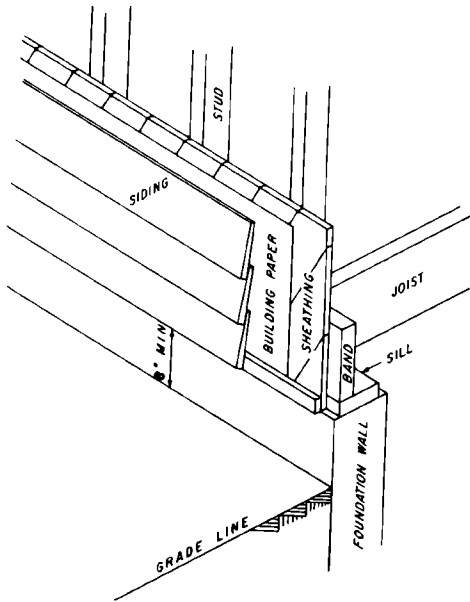 STUD
SIDING
BUILDING PAPER
SHEATHING
JOIST
BAND
SILL
8" MIN
FOUNDATION WALL
GRADE LINE